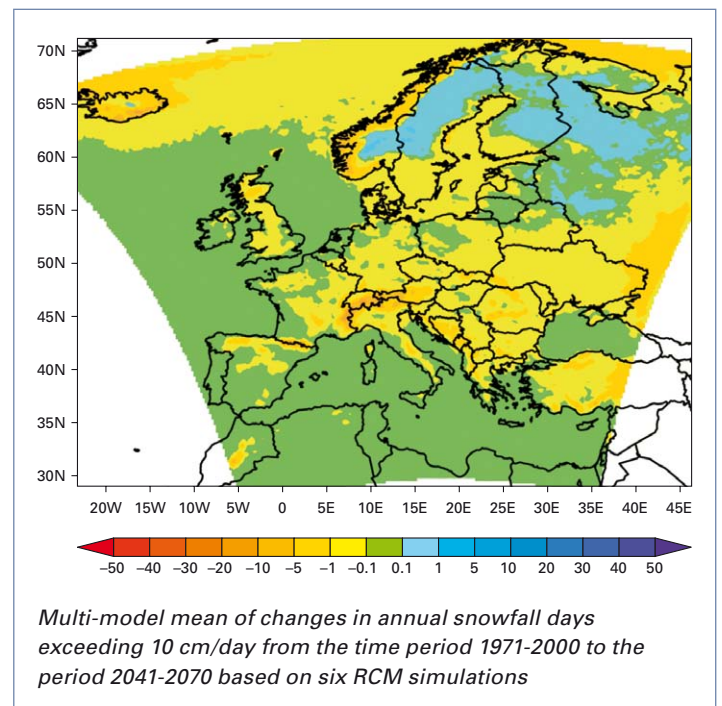 70N
65N
60N
55N
50N
45N
40N
35N
30N
20W 15W 10W 5W 0 5E 10E 15E 20E 25E 30E 35E 40E 45E
–50 –40 –30 –20 –10 –5 –1 –0.1 0.1 1 5 10 20 30 40 50
Multi-model mean of changes in annual snowfall days
exceeding 10 cm/day from the time period 1971-2000 to the
period 2041-2070 based on six RCM simulations